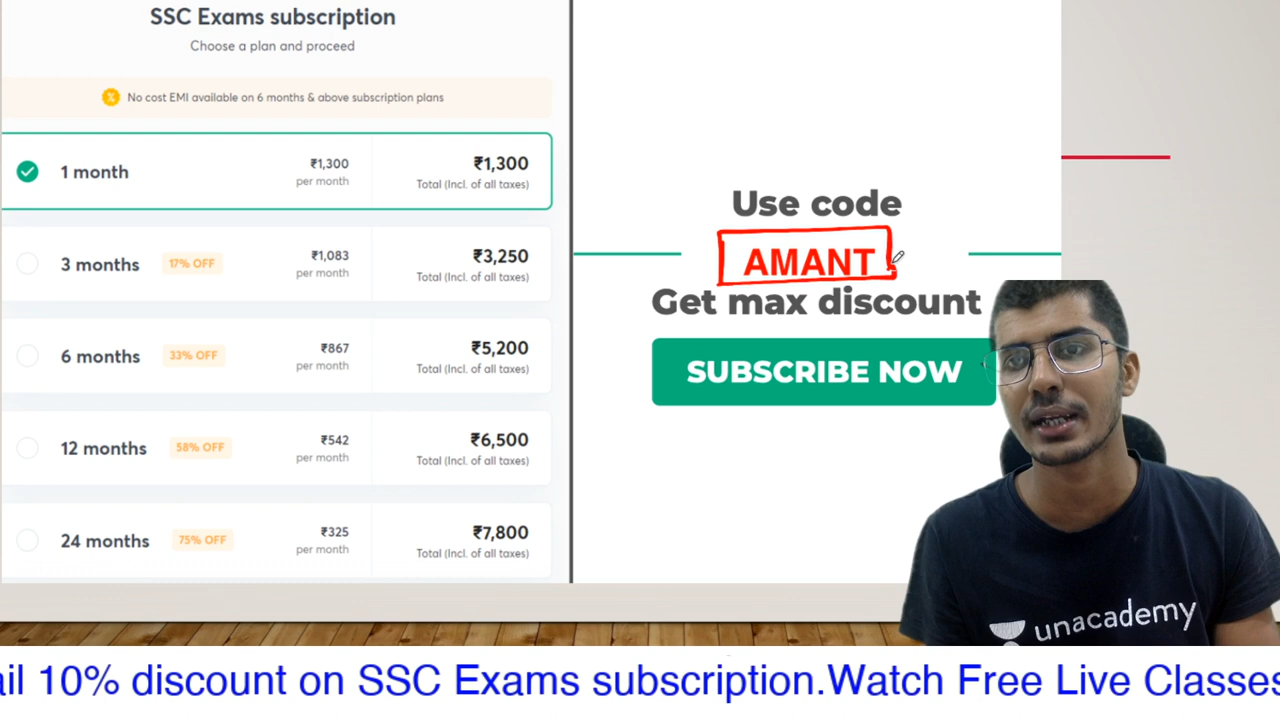 SSC Exams subscription
Choose a plan and proceed
No cost EMI available on 6 months & above subscription plans
1 month ₹1,300 per month ₹1,300 Total (Incl. of all taxes)
3 months 17% OFF ₹1,083 per month ₹3,250 Total (Incl. of all taxes)
6 months 33% OFF ₹867 per month ₹5,200 Total (Incl. of all taxes)
12 months 58% OFF ₹542 per month ₹6,500 Total (Incl. of all taxes)
24 months 75% OFF ₹325 per month ₹7,800 Total (Incl. of all taxes)
Use code
AMANT
Get max discount
SUBSCRIBE NOW
unacademy
ail 10% discount on SSC Exams subscription.Watch Free Live Classes